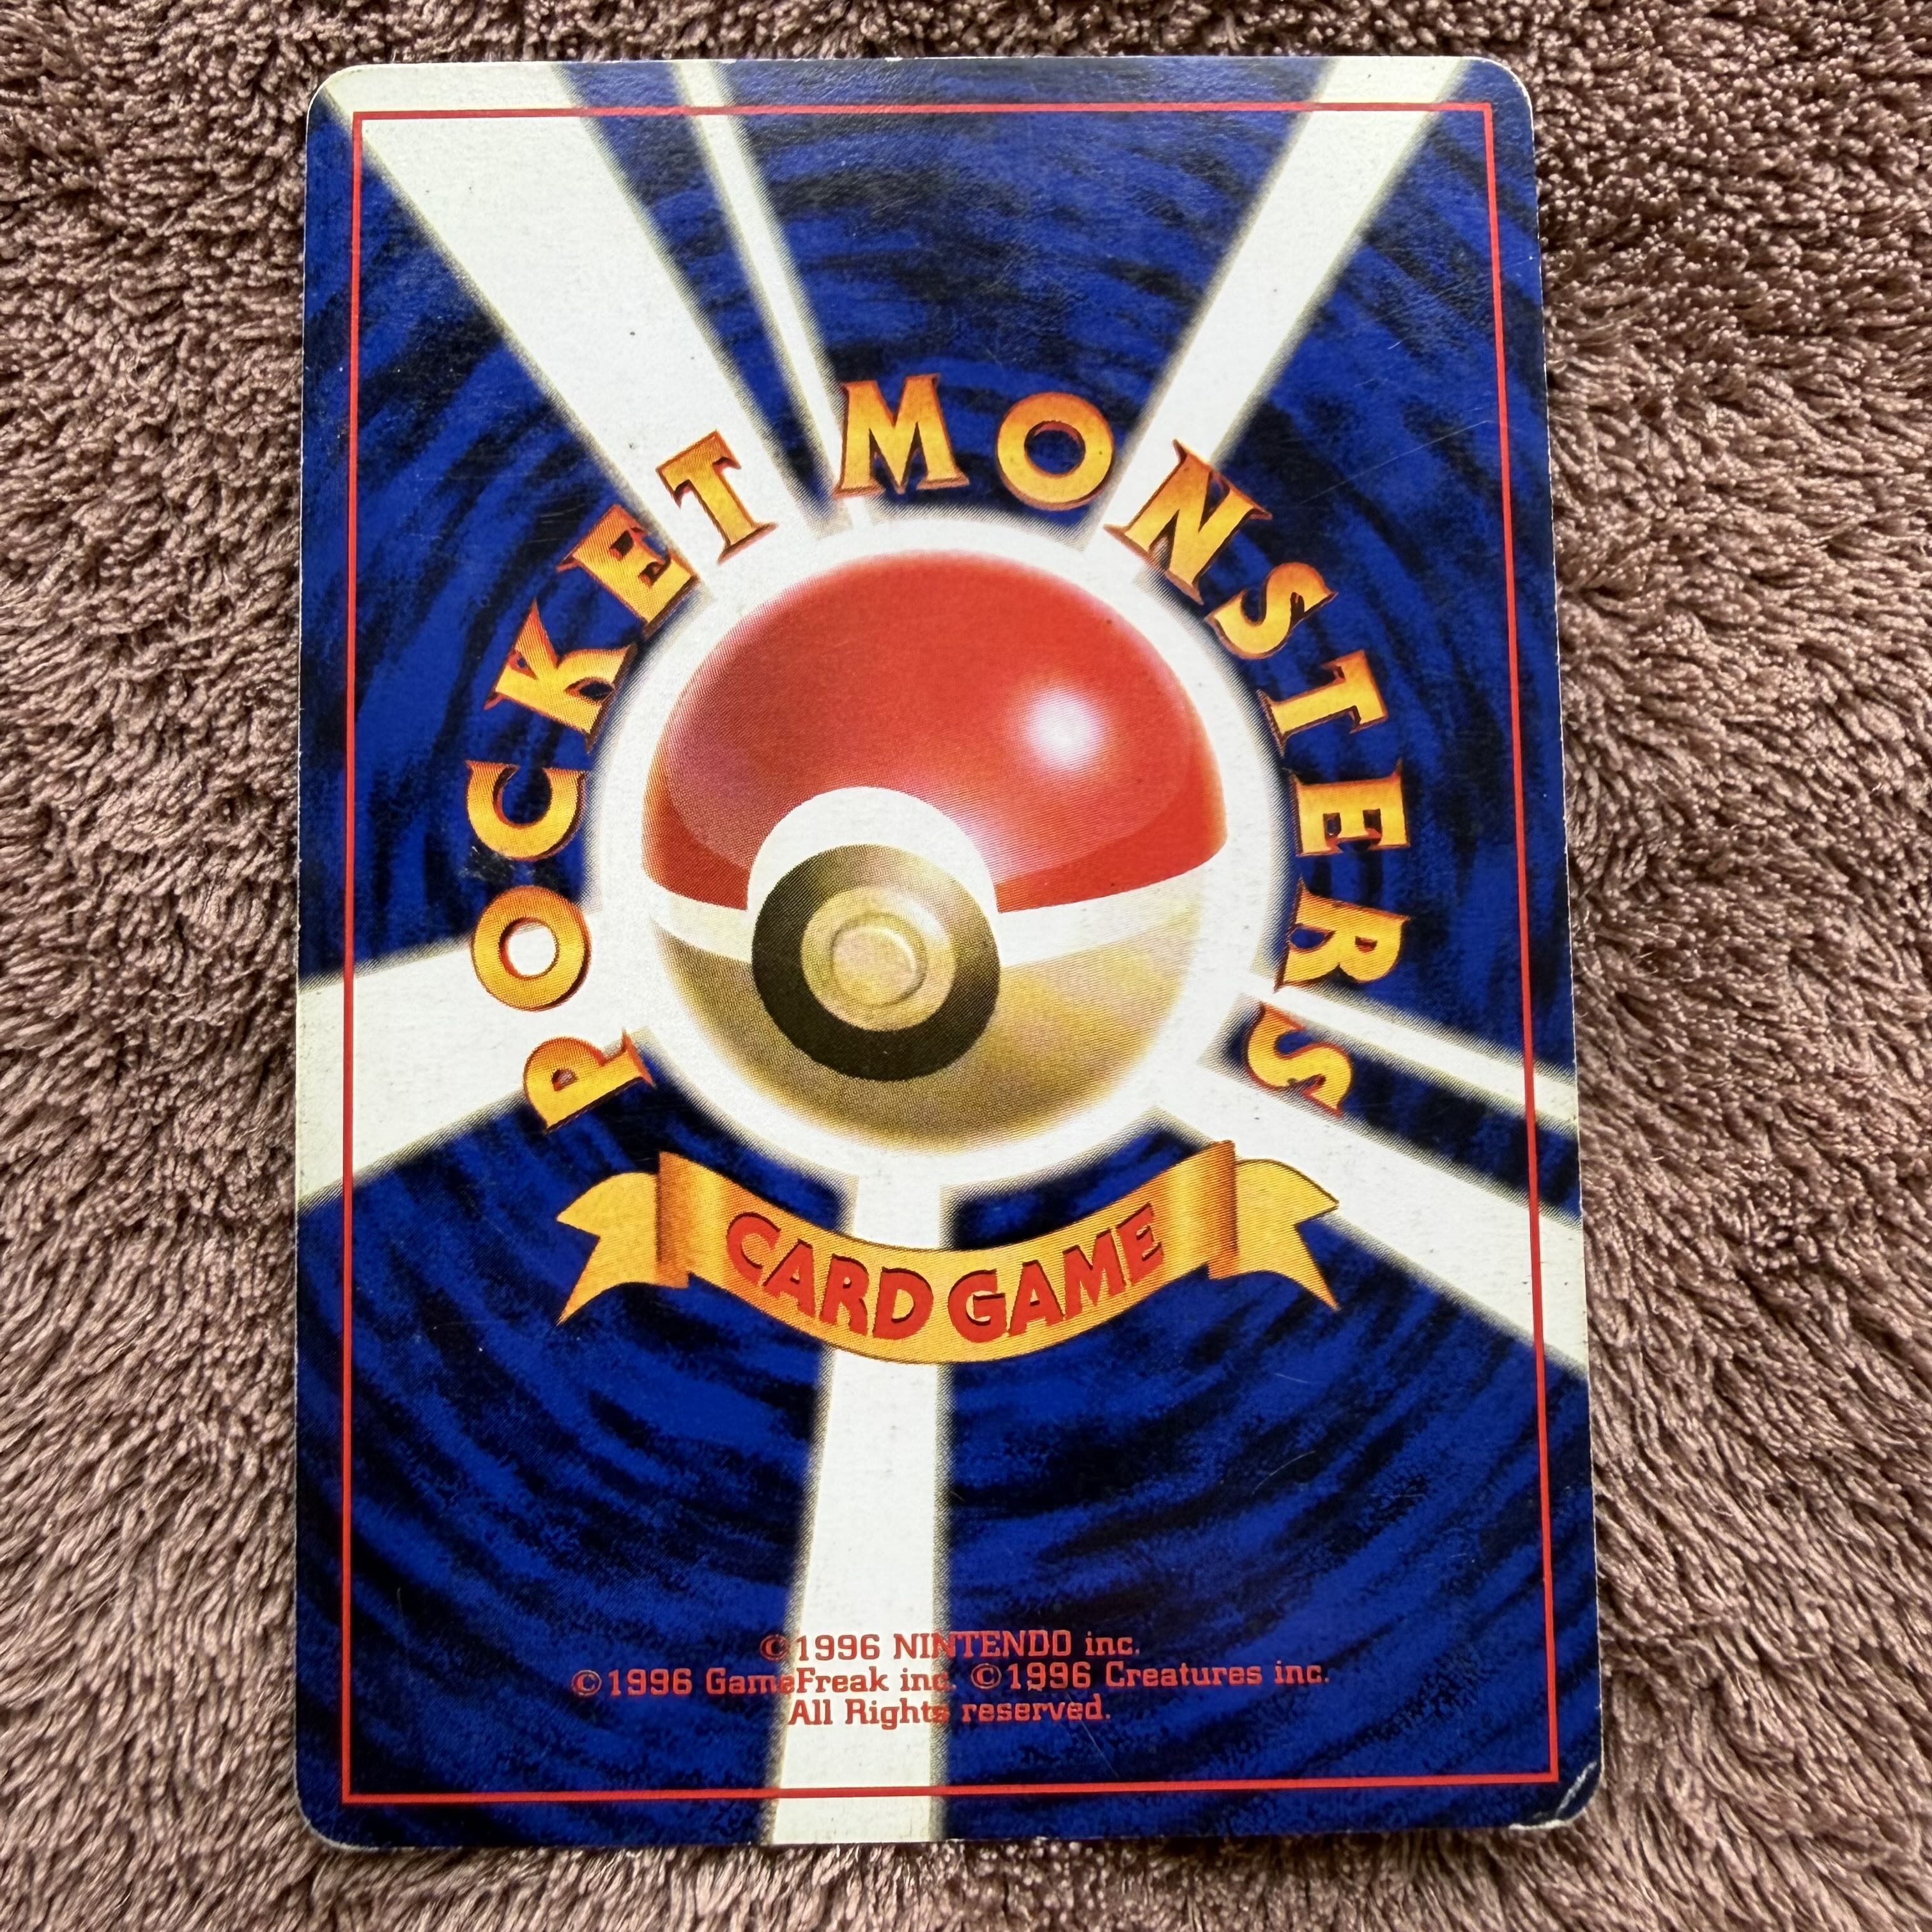 POCKET MONSTERS
CARD GAME
©1996 NINTENDO inc.
©1996 GameFreak inc. ©1996 Creatures inc.
All Rights reserved.